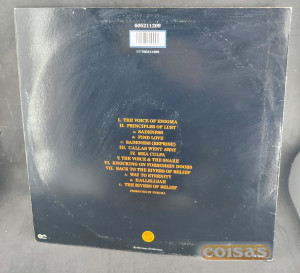 I. THE VOICE OF ENIGMA
II. PRINCIPLES OF LUST
A. SADENESS
B. FIND LOVE
C. SADENESS (REPRISE)
III. CALLAS WENT AWAY
IV. MEA CULPA
V. THE VOICE & THE SNAKE
VI. KNOCKING ON FORBIDDEN DOORS
VII. BACK TO THE RIVERS OF BELIEF
A. WAY TO ETERNITY
B. HALLELUJAH
C. THE RIVERS OF BELIEF
coisas